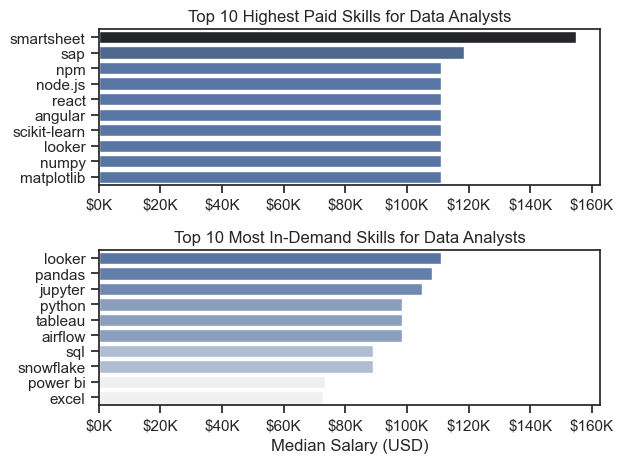 Top 10 Highest Paid Skills for Data Analysts
smartsheet
sap
npm
node.js
react
angular
scikit-learn
looker
numpy
matplotlib
$0K $20K $40K $60K $80K $100K $120K $140K $160K
Top 10 Most In-Demand Skills for Data Analysts
looker
pandas
jupyter
python
tableau
airflow
sql
snowflake
power bi
excel
$0K $20K $40K $60K $80K $100K $120K $140K $160K
Median Salary (USD)